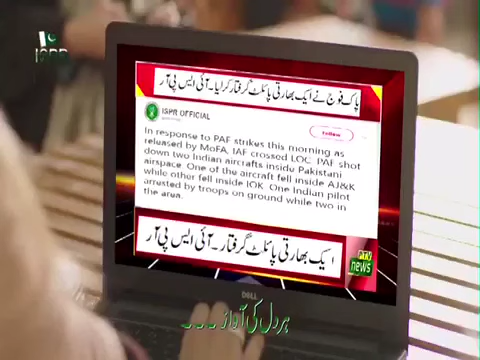 ISPR
پاک فوج نے ایک بھارتی پائلٹ گرفتار کرلیا۔ آئی ایس پی آر
ISPR OFFICIAL
Follow
In response to PAF strikes this morning as
released by MoFA, IAF crossed LOC. PAF shot
down two Indian aircrafts inside Pakistani
airspace. One of the aircraft fell inside AJ&K
while other fell inside IOK. One Indian pilot
arrusted by troops on ground while two in
the area.
ایک بھارتی پائلٹ گرفتار۔ آئی ایس پی آر
PTV
news
DELL
ہر دل کی آواز ۔۔۔